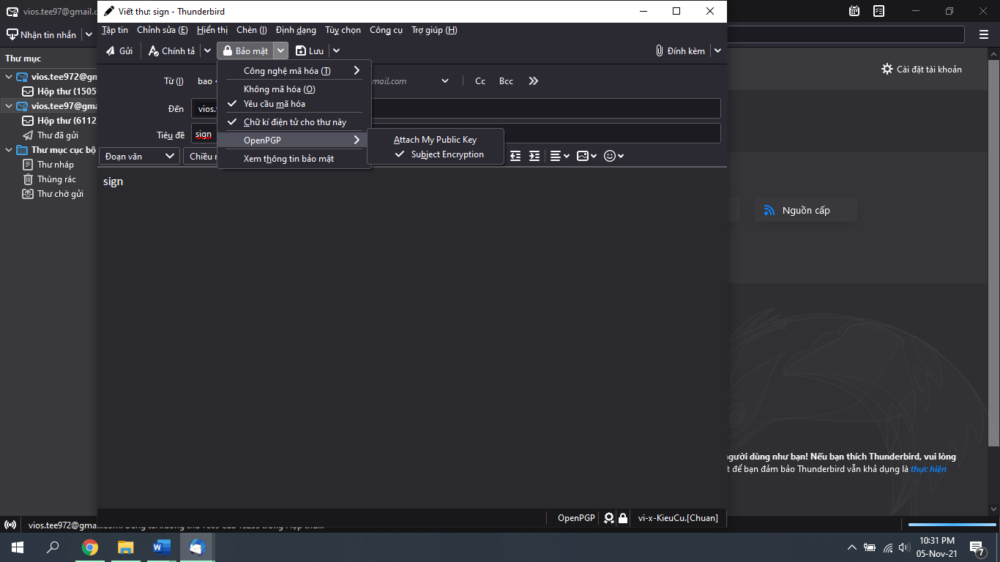 vios.tee97@gmail.c
Viết thư: sign - Thunderbird
Nhận tin nhắn
Tập tin Chỉnh sửa (E) Hiển thị Chèn (I) Định dạng Tùy chọn Công cụ Trợ giúp (H)
Gửi Chính tả Bảo mật Lưu Đính kèm
Thư mục
vios.tee972@gm
Hộp thư (1505
vios.tee97@gma
Hộp thư (6112
Thư đã gửi
Thư mục cục bộ
Thư nháp
Thùng rác
Thư chờ gửi
Từ (I) bao mail.com Cc Bcc
Đến vios.
Tiêu đề sign
Đoạn văn Chiều
Công nghệ mã hóa (T)
Không mã hóa (O)
Yêu cầu mã hóa
Chữ kí điện tử cho thư này
OpenPGP
Xem thông tin bảo mật
Attach My Public Key
Subject Encryption
sign
Cài đặt tài khoản
Nguồn cấp
người dùng như bạn! Nếu bạn thích Thunderbird, vui lòng
t để bạn đảm bảo Thunderbird vẫn khả dụng là thực hiện
OpenPGP vi-x-KieuCu.[Chuan]
vios.tee972@gma
10:31 PM
05-Nov-21
7